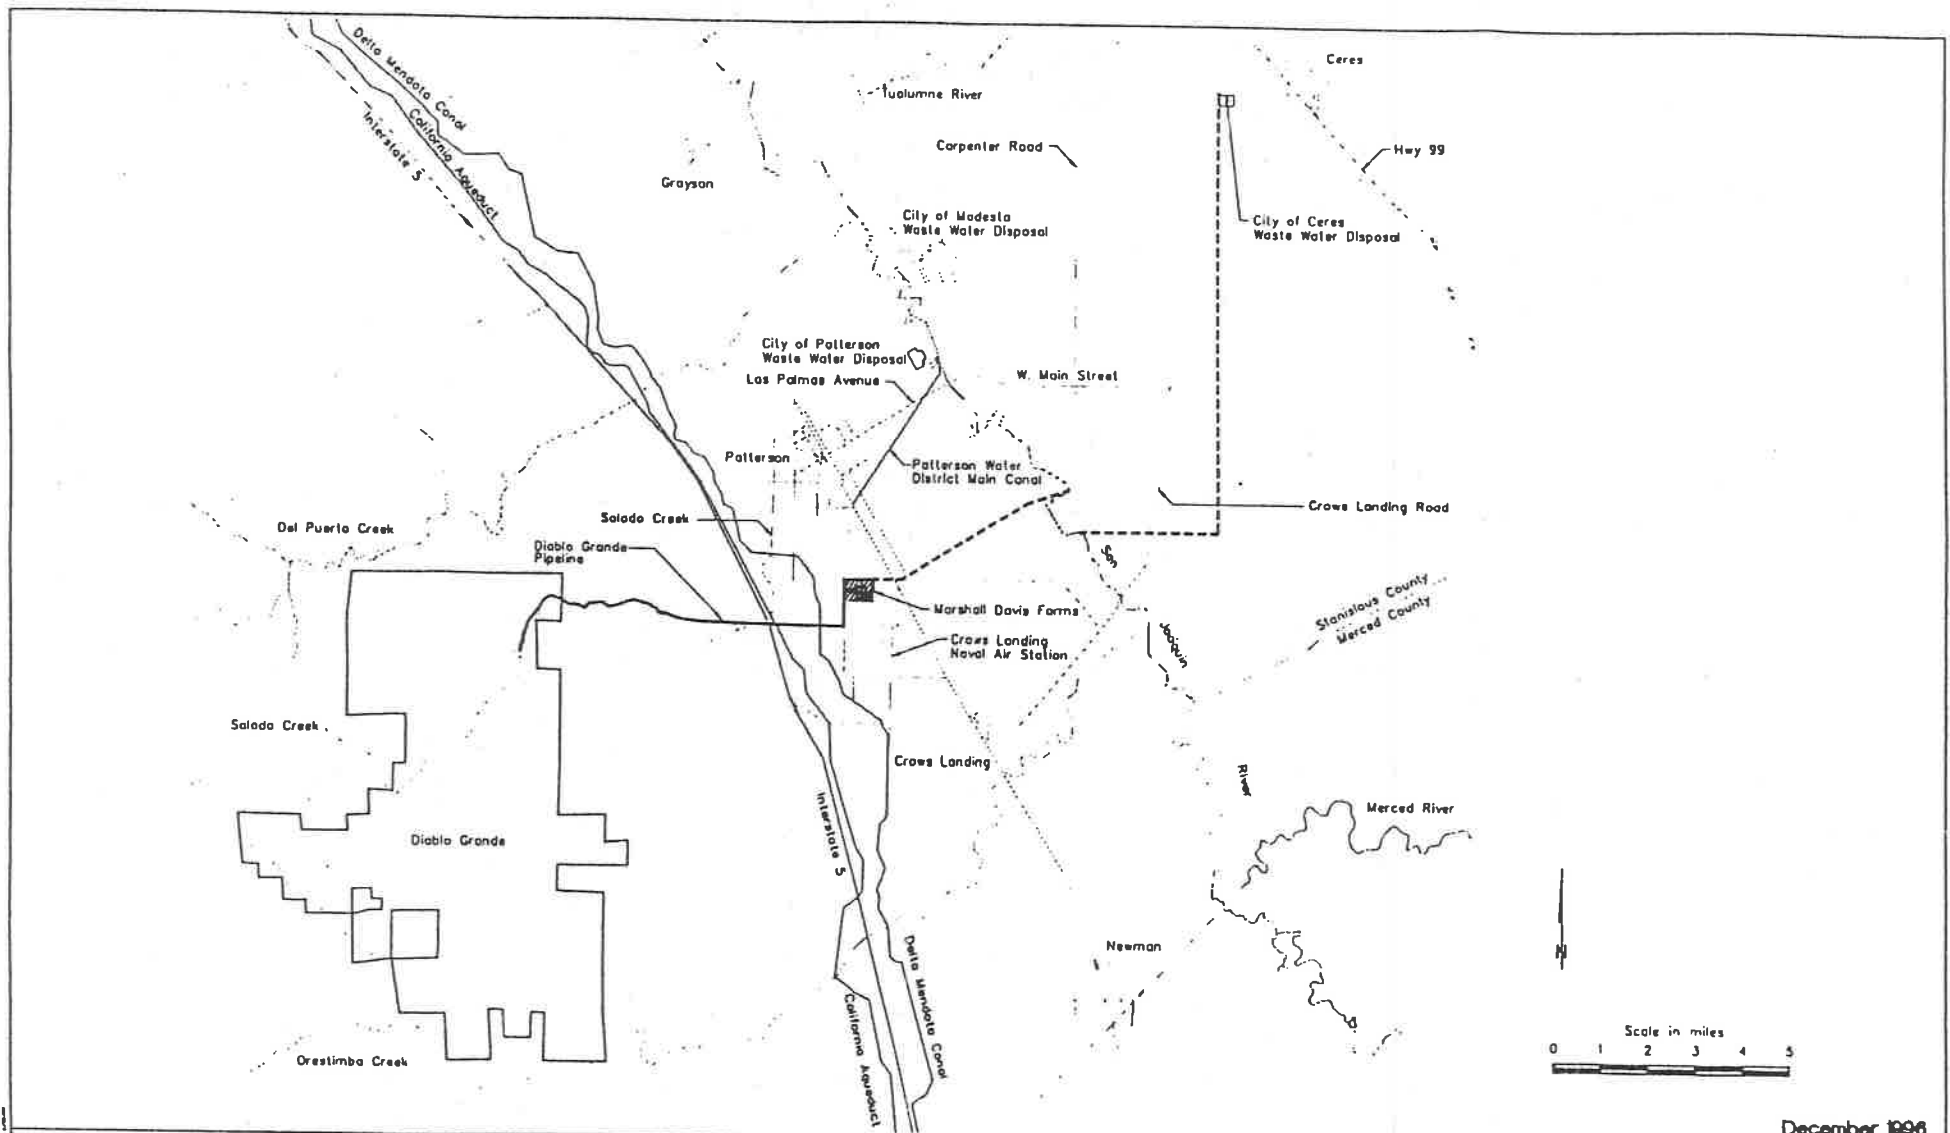 Delta Mendota Canal
California Aqueduct
Interstate 5
Tualumne River
Ceres
Carpenter Road
Hwy 99
Grayson
City of Modesta
Waste Water Disposal
City of Ceres
Waste Water Disposal
City of Patterson
Waste Water Disposal
Las Palmas Avenue
W. Main Street
Patterson
Patterson Water
District Main Canal
Crows Landing Road
Salado Creek
Del Puerto Creek
Diablo Grande
Pipeline
San
Joaquin
River
Marshall Davis Farms
Stanislaus County
Merced County
Crows Landing
Naval Air Station
Salado Creek
Crows Landing
Interstate 5
Merced River
Diablo Grande
Newman
Delta Mendota Canal
California Aqueduct
N
Orestimba Creek
Scale in miles
0 1 2 3 4 5
December 1996